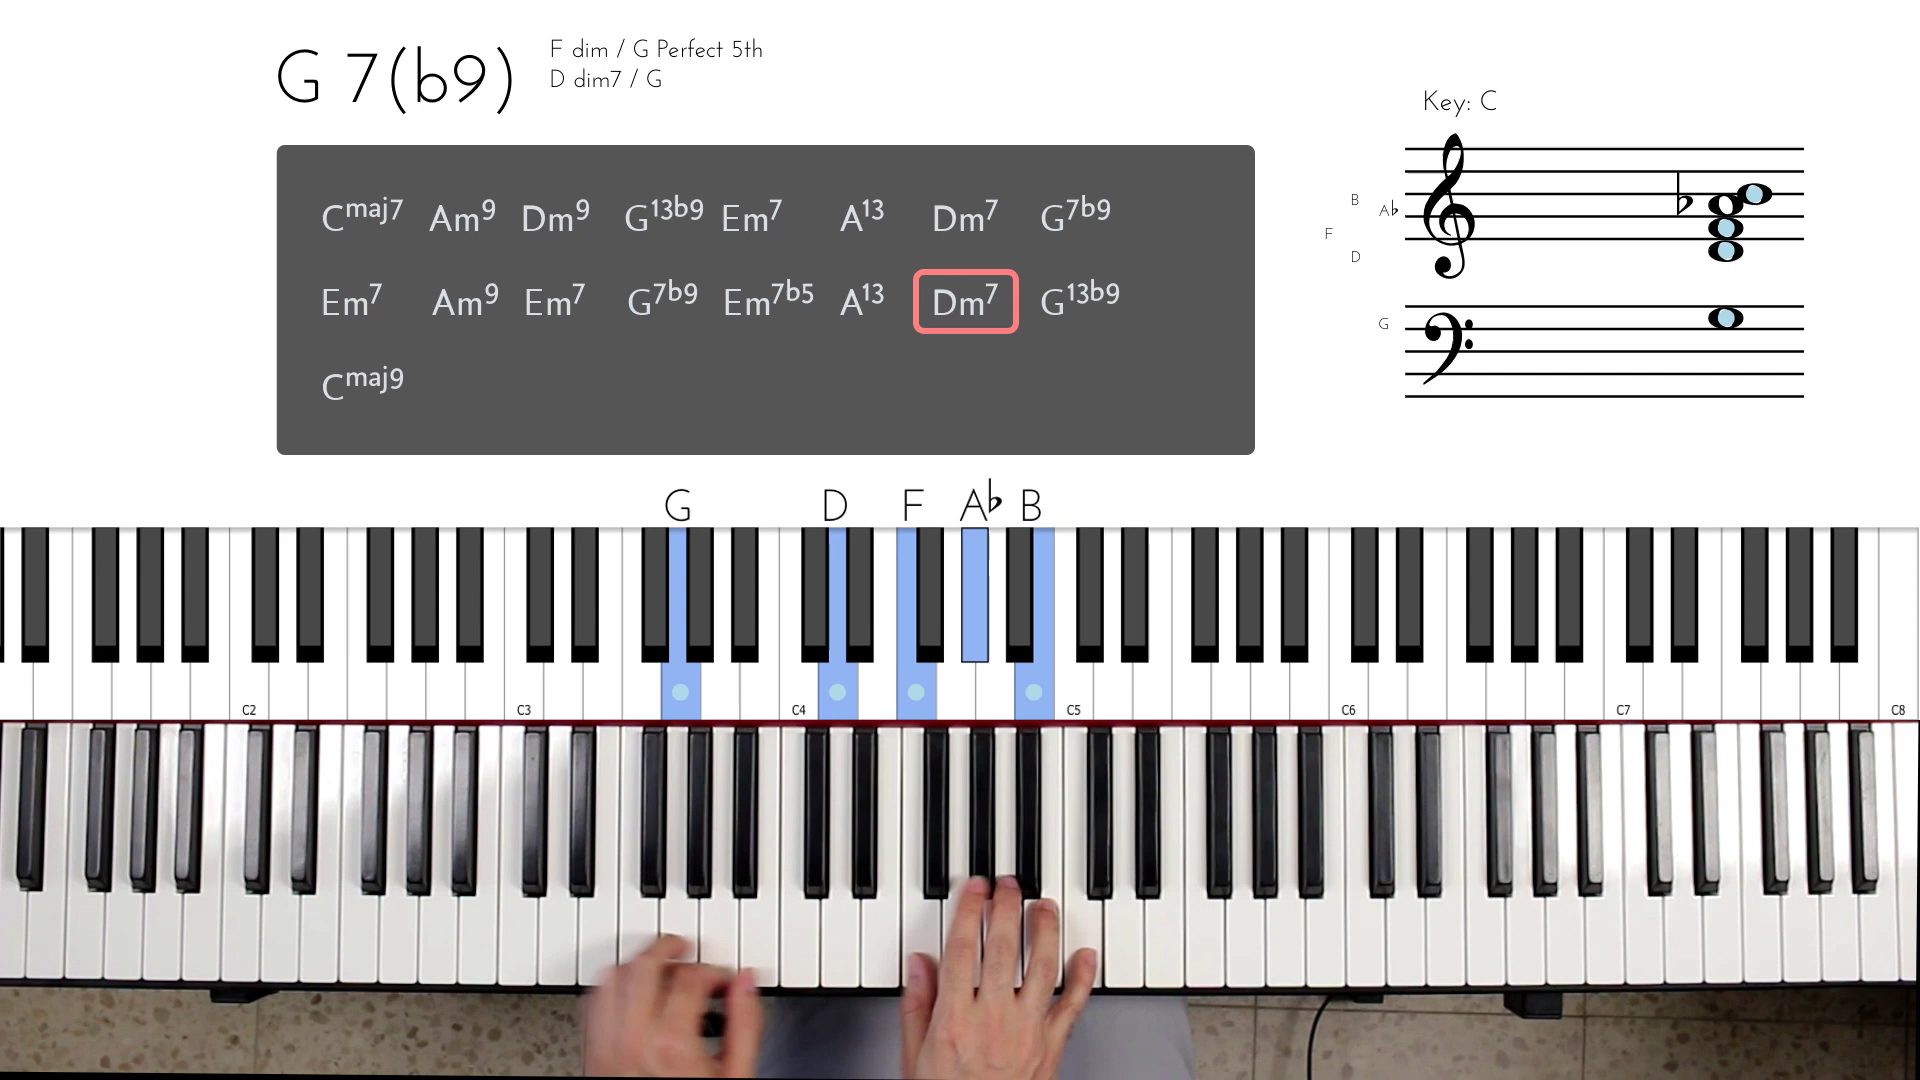 G 7(b9)
F dim / G Perfect 5th
D dim7 / G
Key: C
Cmaj7 Am9 Dm9 G13b9 Em7 A13 Dm7 G7b9
Em7 Am9 Em7 G7b9 Em7b5 A13 Dm7 G13b9
Cmaj9
B
A♭
F
D
G
G D F A♭ B
C2 C3 C4 C5 C6 C7 C8